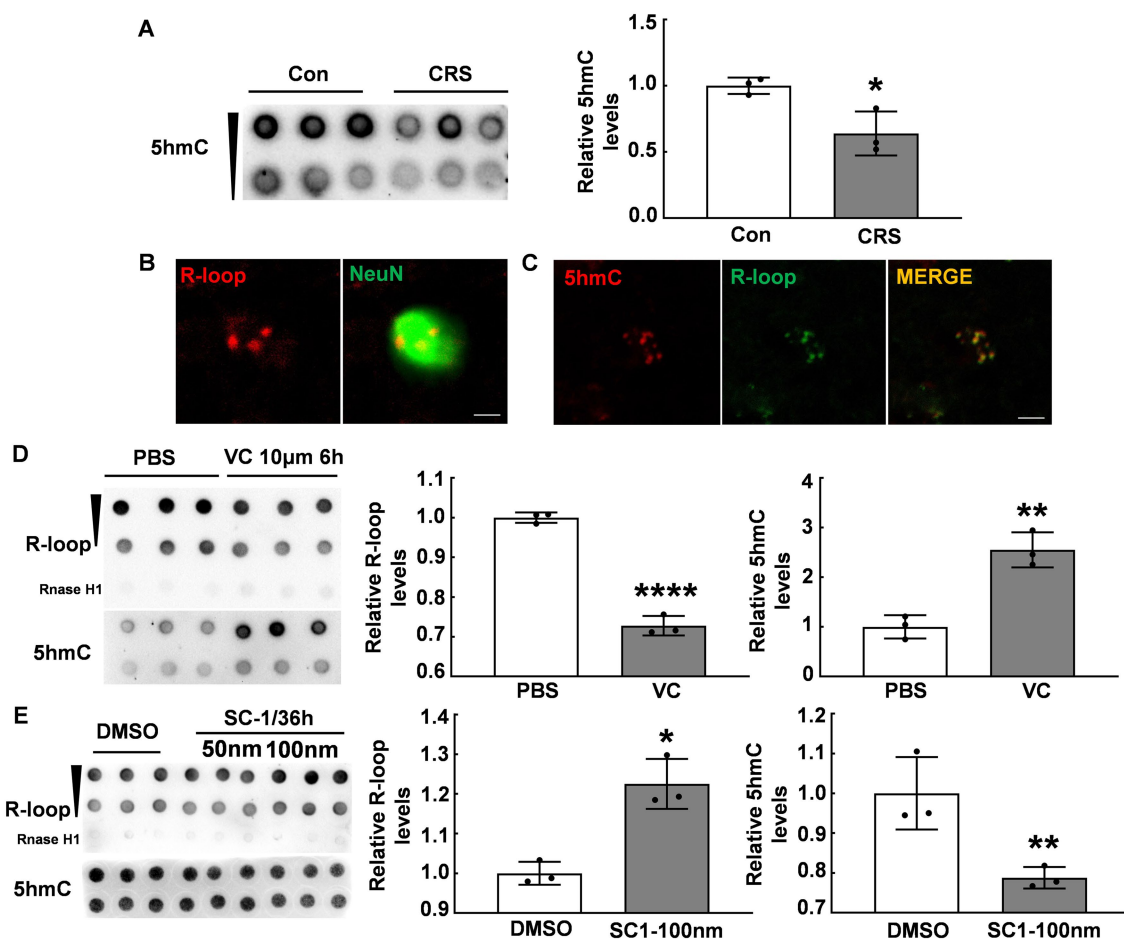 A
Con
CRS
5hmC
Relative 5hmC
levels
1.5
1.0
0.5
0.0
*
Con
CRS
B
R-loop
NeuN
C
5hmC
R-loop
MERGE
D
PBS
VC 10μm 6h
R-loop
Rnase H1
5hmC
Relative R-loop
levels
1.1
1.0
0.9
0.8
0.7
0.6
****
PBS
VC
Relative 5hmC
levels
4
3
2
1
0
**
PBS
VC
E
DMSO
SC-1/36h
50nm
100nm
R-loop
Rnase H1
5hmC
Relative R-loop
levels
1.4
1.3
1.2
1.1
1.0
0.9
*
DMSO
SC1-100nm
Relative 5hmC
levels
1.2
1.1
1.0
0.9
0.8
0.7
**
DMSO
SC1-100nm